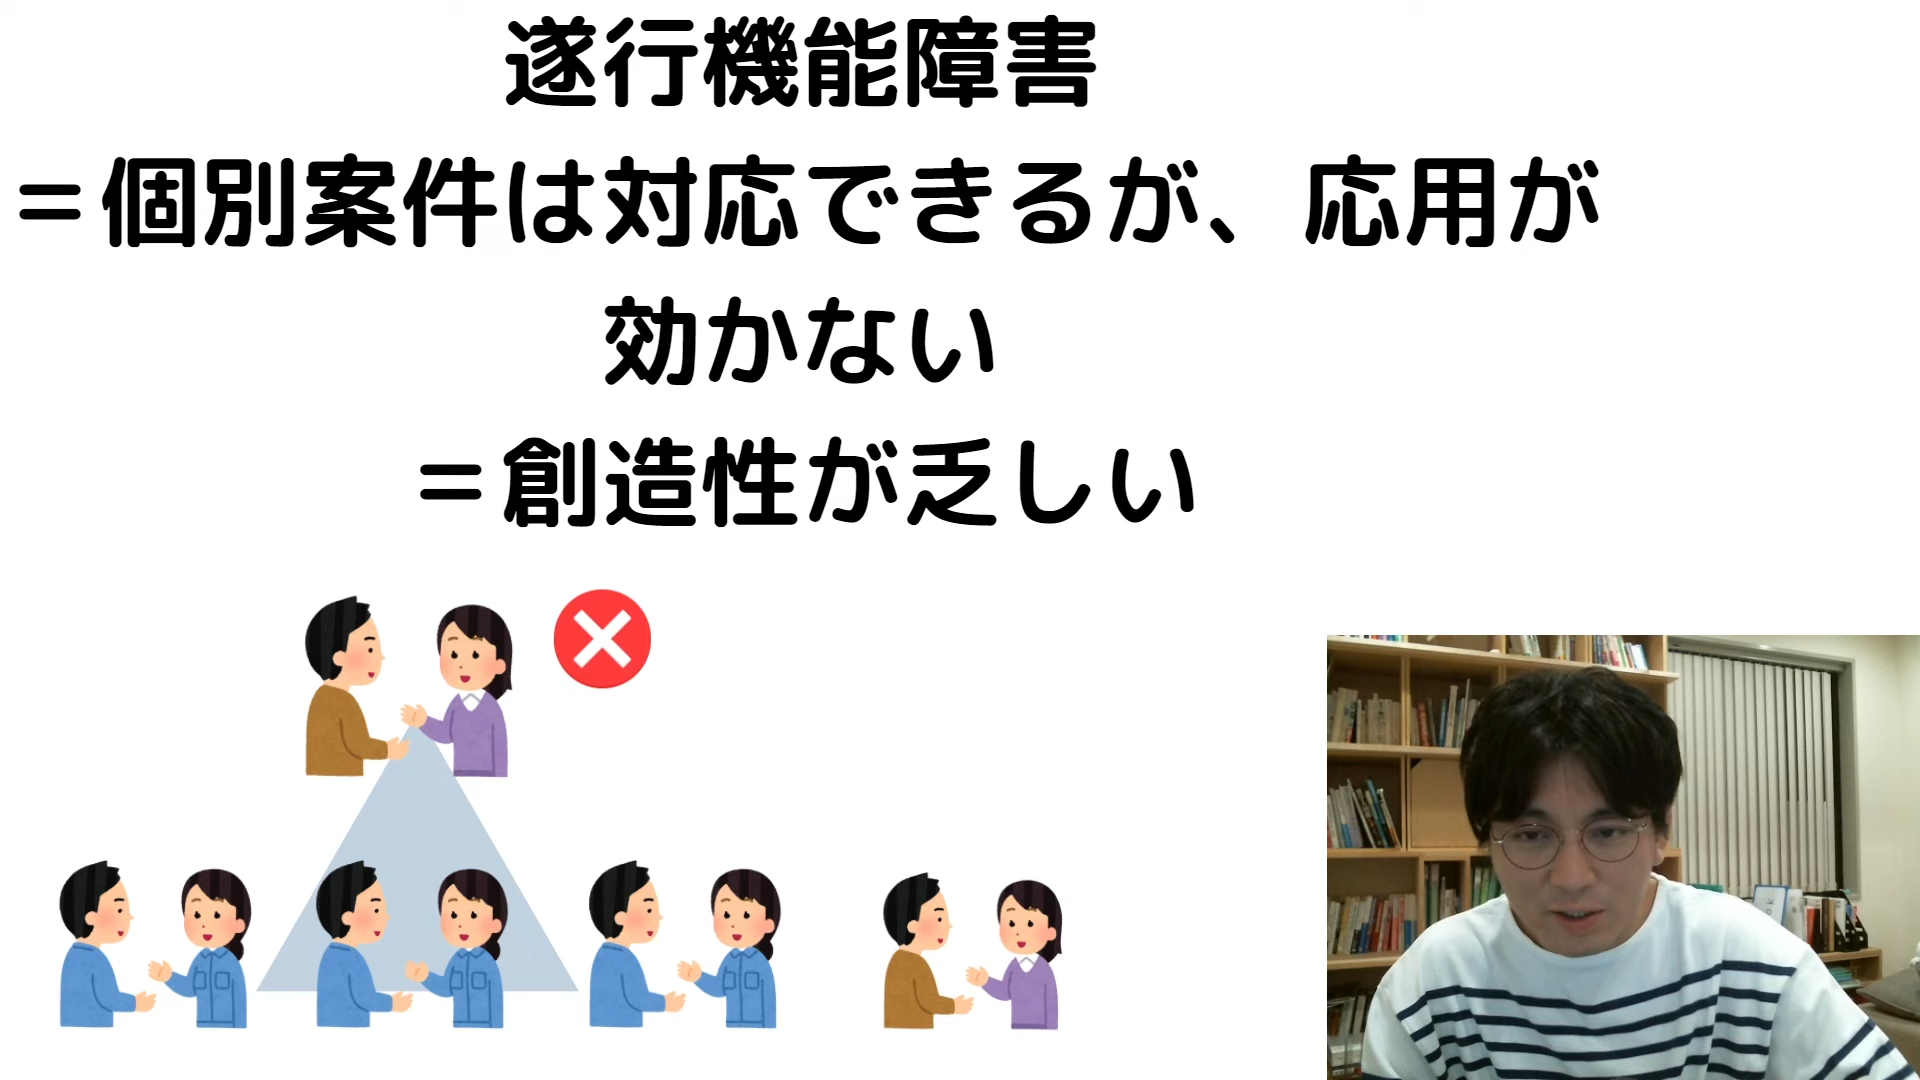 遂行機能障害
＝個別案件は対応できるが、応用が
効かない
＝創造性が乏しい